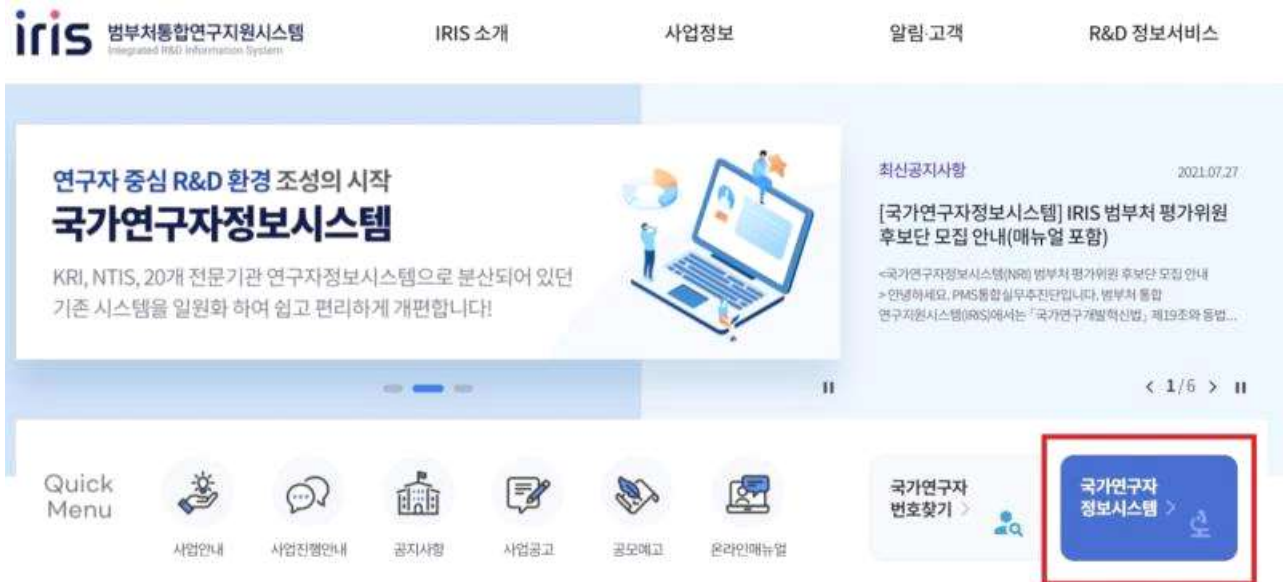 iris 범부처통합연구지원시스템
Integrated R&D Information System
IRIS 소개
사업정보
알림·고객
R&D 정보서비스
연구자 중심 R&D 환경 조성의 시작
국가연구자정보시스템
KRI, NTIS, 20개 전문기관 연구자정보시스템으로 분산되어 있던
기존 시스템을 일원화 하여 쉽고 편리하게 개편합니다!
최신공지사항
2021.07.27
[국가연구자정보시스템] IRIS 범부처 평가위원
후보단 모집 안내(매뉴얼 포함)
<국가연구자정보시스템(NRI) 범부처 평가위원 후보단 모집 안내
> 안녕하세요. PMS통합실무추진단입니다. 범부처 통합
연구지원시스템(IRIS)에서는 「국가연구개발혁신법」 제19조와 동법...
< 1/6 >
Quick
Menu
사업안내
사업진행안내
공지사항
사업공고
공모예고
온라인매뉴얼
국가연구자
번호찾기 >
국가연구자
정보시스템 >